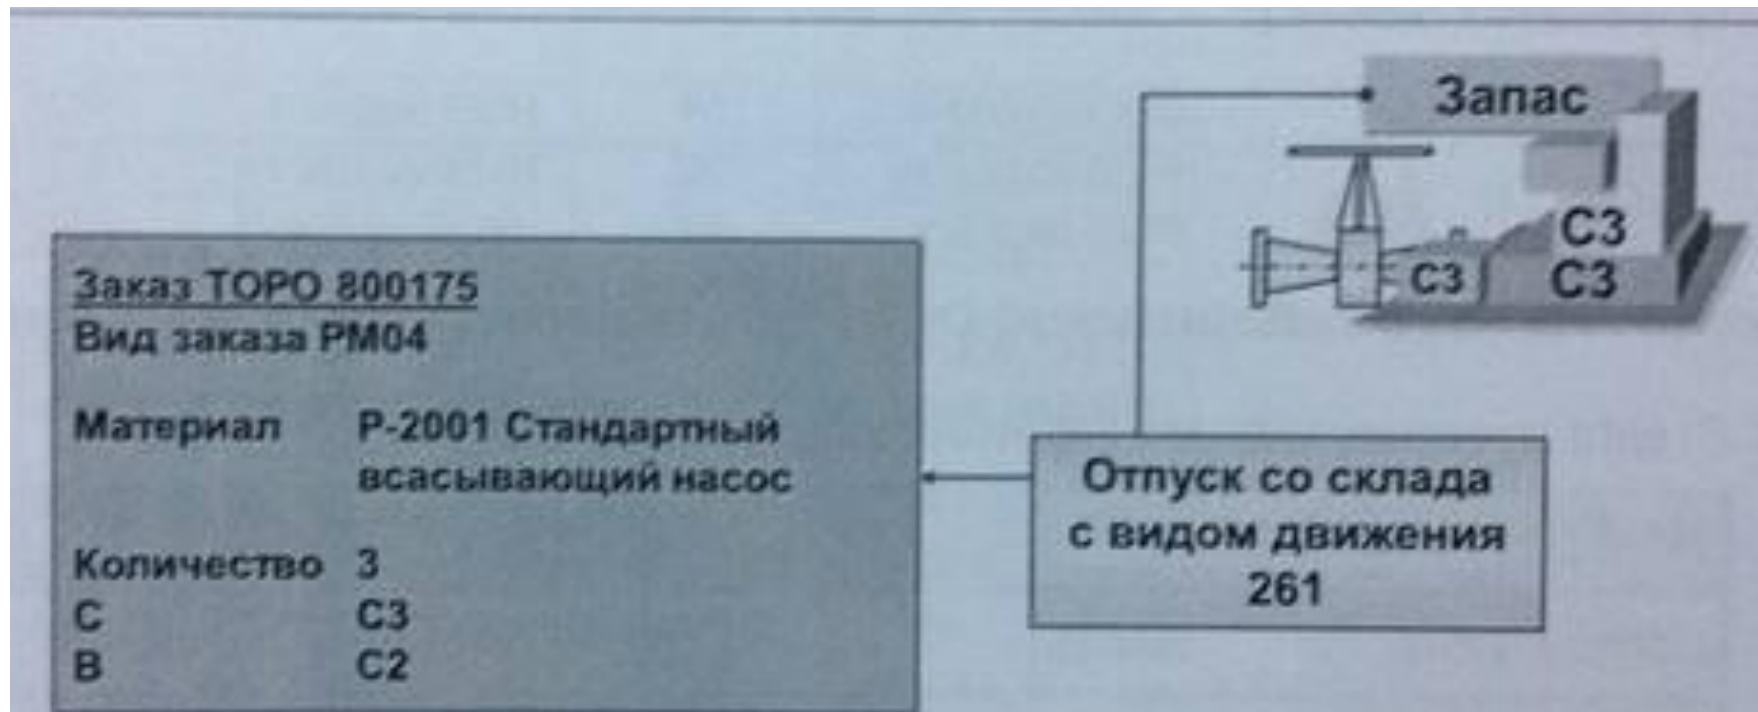 Запас
С3
С3
С3
Заказ ТОРО 800175
Вид заказа РМ04
Материал Р-2001 Стандартный
всасывающий насос
Количество 3
С С3
В С2
Отпуск со склада
с видом движения
261